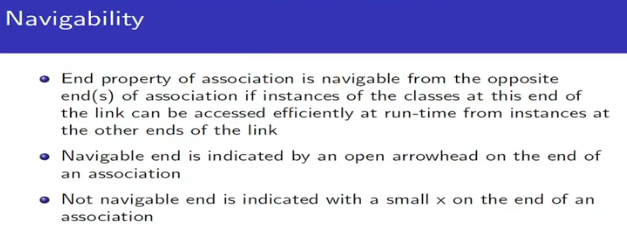 Navigability
End property of association is navigable from the opposite
end(s) of association if instances of the classes at this end of
the link can be accessed efficiently at run-time from instances at
the other ends of the link
Navigable end is indicated by an open arrowhead on the end of
an association
Not navigable end is indicated with a small x on the end of an
association